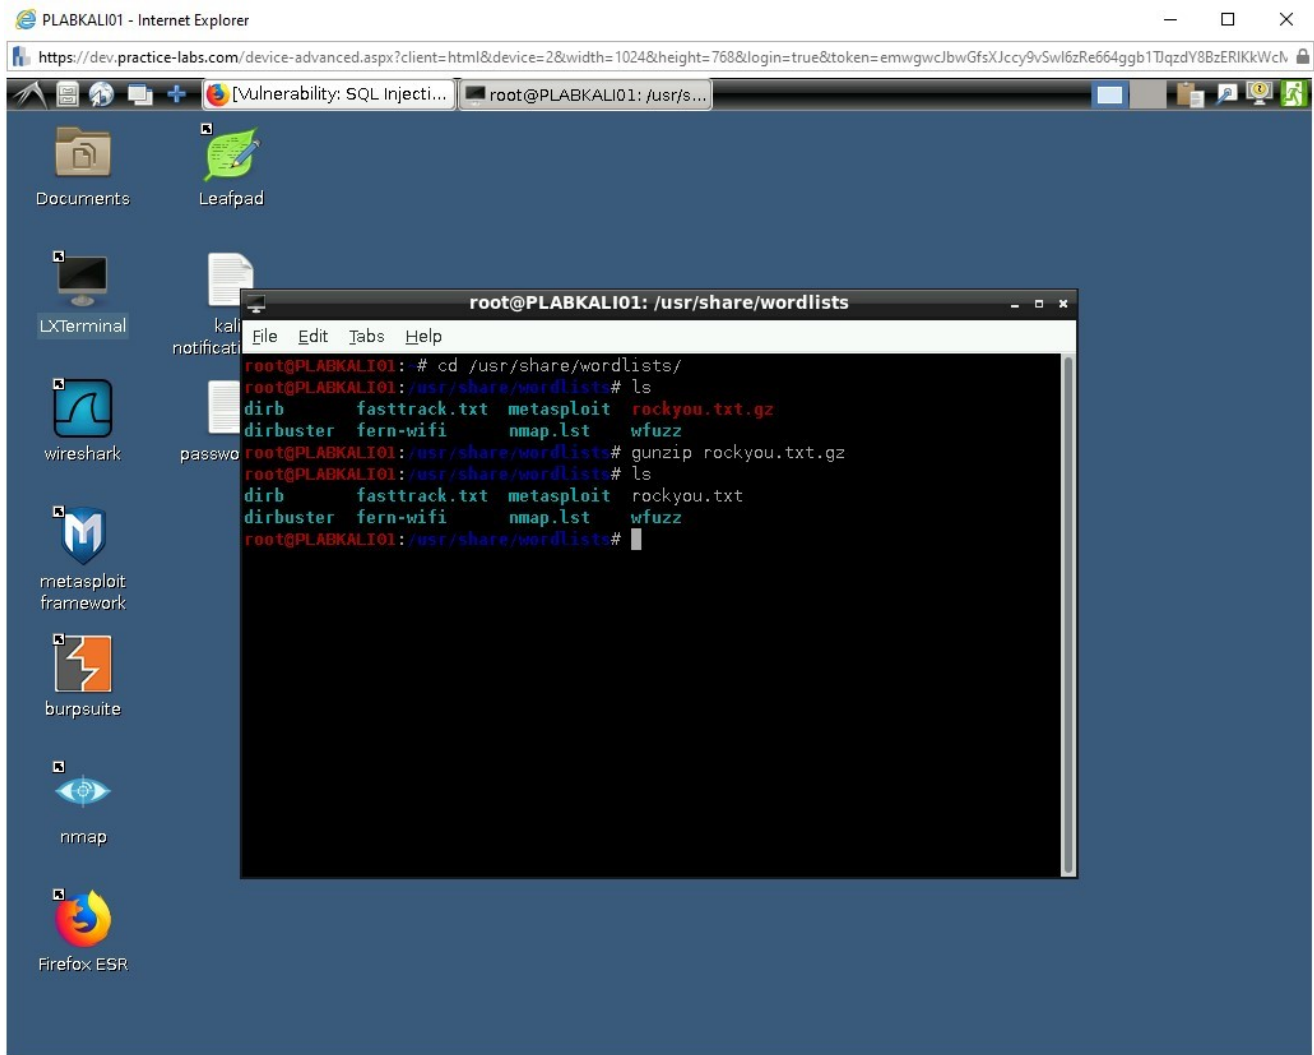 PLABKALI01 - Internet Explorer
https://dev.practice-labs.com/device-advanced.aspx?client=html&device=2&width=1024&height=768&login=true&token=
[Vulnerability: SQL Injecti... root@PLABKALI01: /usr/s...
Documents
Leafpad
LXTerminal
kali
notificati
wireshark
passwo
metasploit
framework
burpsuite
nmap
Firefox ESR
root@PLABKALI01: /usr/share/wordlists
File Edit Tabs Help
root@PLABKALI01:~# cd /usr/share/wordlists/
root@PLABKALI01:/usr/share/wordlists# ls
dirb fasttrack.txt metasploit rockyou.txt.gz
dirbuster fern-wifi nmap.lst wfuzz
root@PLABKALI01:/usr/share/wordlists# gunzip rockyou.txt.gz
root@PLABKALI01:/usr/share/wordlists# ls
dirb fasttrack.txt metasploit rockyou.txt
dirbuster fern-wifi nmap.lst wfuzz
root@PLABKALI01:/usr/share/wordlists#